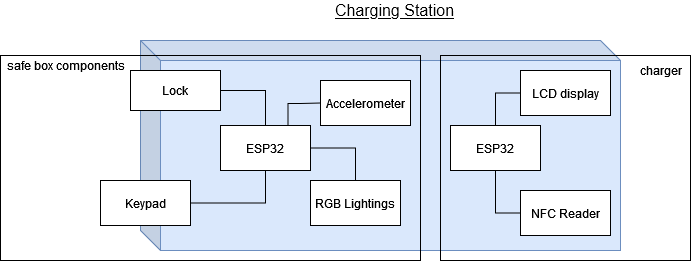 Charging Station
safe box components
charger
Lock
Accelerometer
LCD display
ESP32
ESP32
Keypad
RGB Lightings
NFC Reader